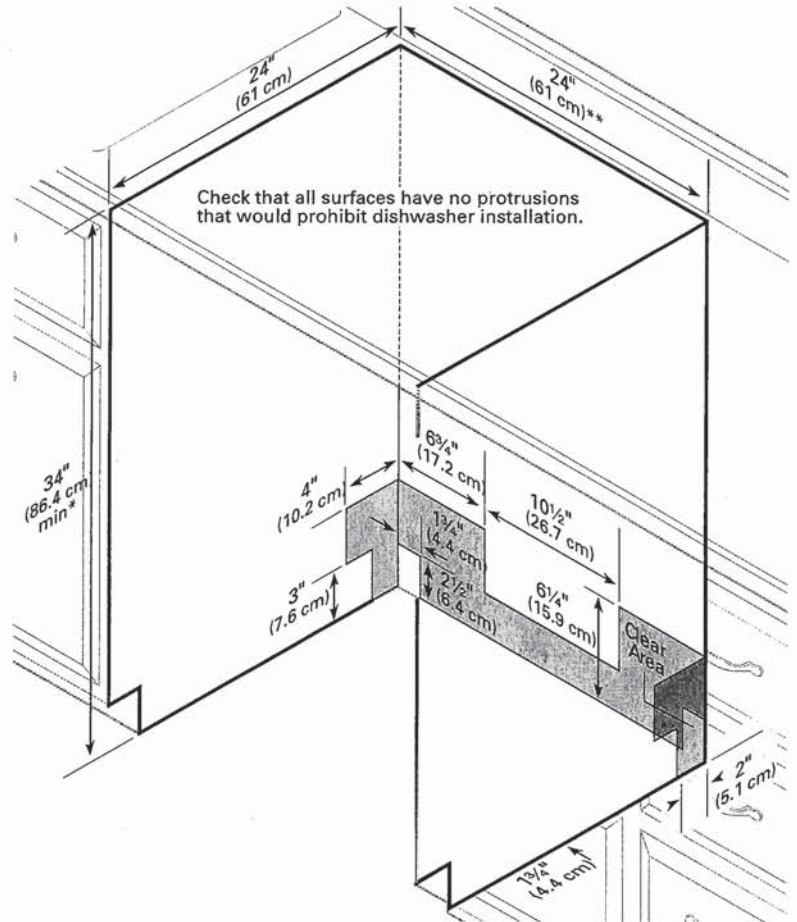 24"
(61 cm)
24"
(61 cm)**
Check that all surfaces have no protrusions
that would prohibit dishwasher installation.
34"
(86.4 cm
min*
4"
(10.2 cm)
6¾"
(17.2 cm)
10½"
(26.7 cm)
1¾"
(4.4 cm)
3"
(7.6 cm)
2½"
(6.4 cm)
6¼"
(15.9 cm)
Clear
Area
2"
(5.1 cm)
1¾"
(4.4 cm)